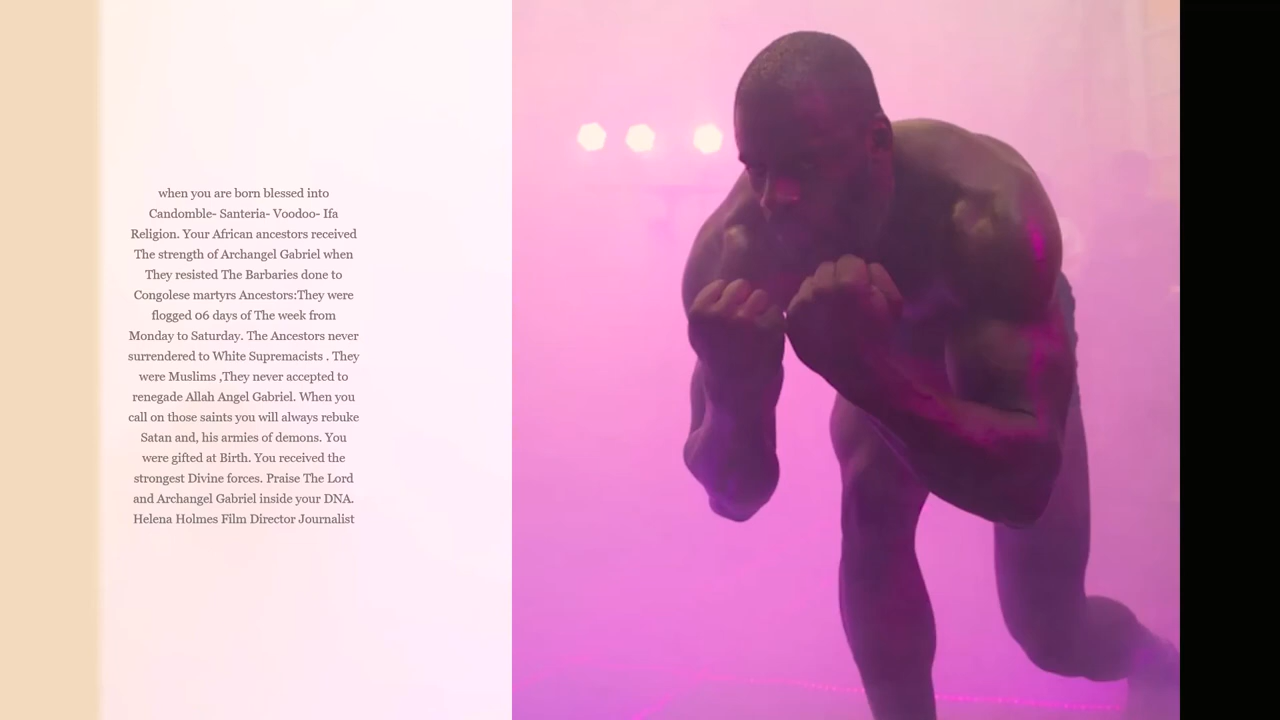 when you are born blessed into
Candomble- Santeria- Voodoo- Ifa
Religion. Your African ancestors received
The strength of Archangel Gabriel when
They resisted The Barbaries done to
Congolese martyrs Ancestors:They were
flogged 06 days of The week from
Monday to Saturday. The Ancestors never
surrendered to White Supremacists . They
were Muslims ,They never accepted to
renegade Allah Angel Gabriel. When you
call on those saints you will always rebuke
Satan and, his armies of demons. You
were gifted at Birth. You received the
strongest Divine forces. Praise The Lord
and Archangel Gabriel inside your DNA.
Helena Holmes Film Director Journalist